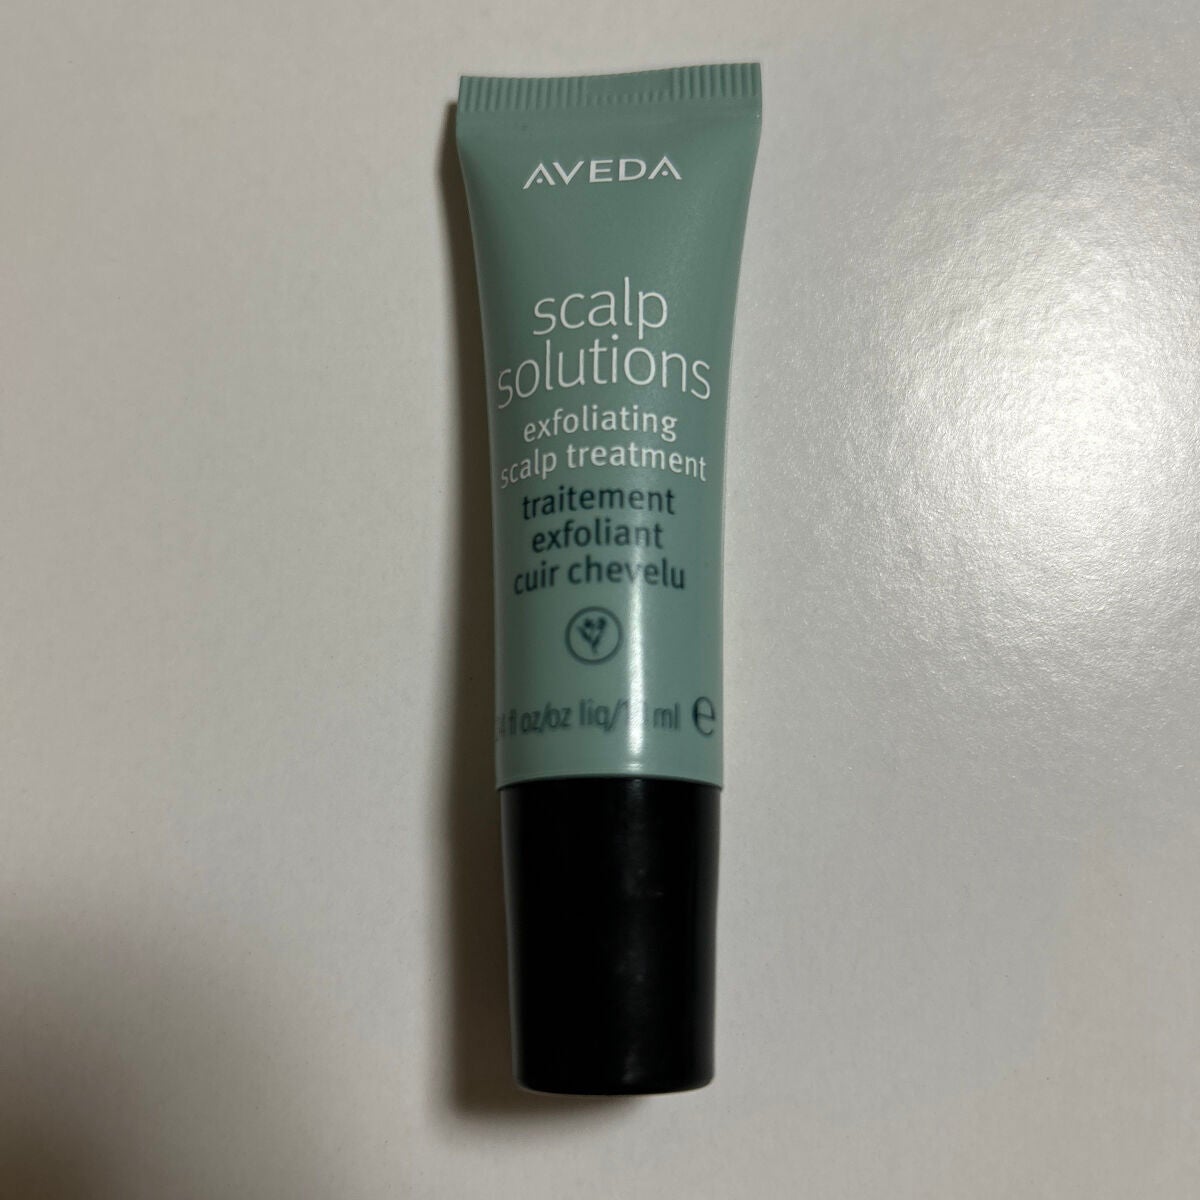 AVEDA
scalp
solutions
exfoliating
scalp treatment
traitement
exfoliant
cuir chevelu
fl oz/oz liq/ ml e